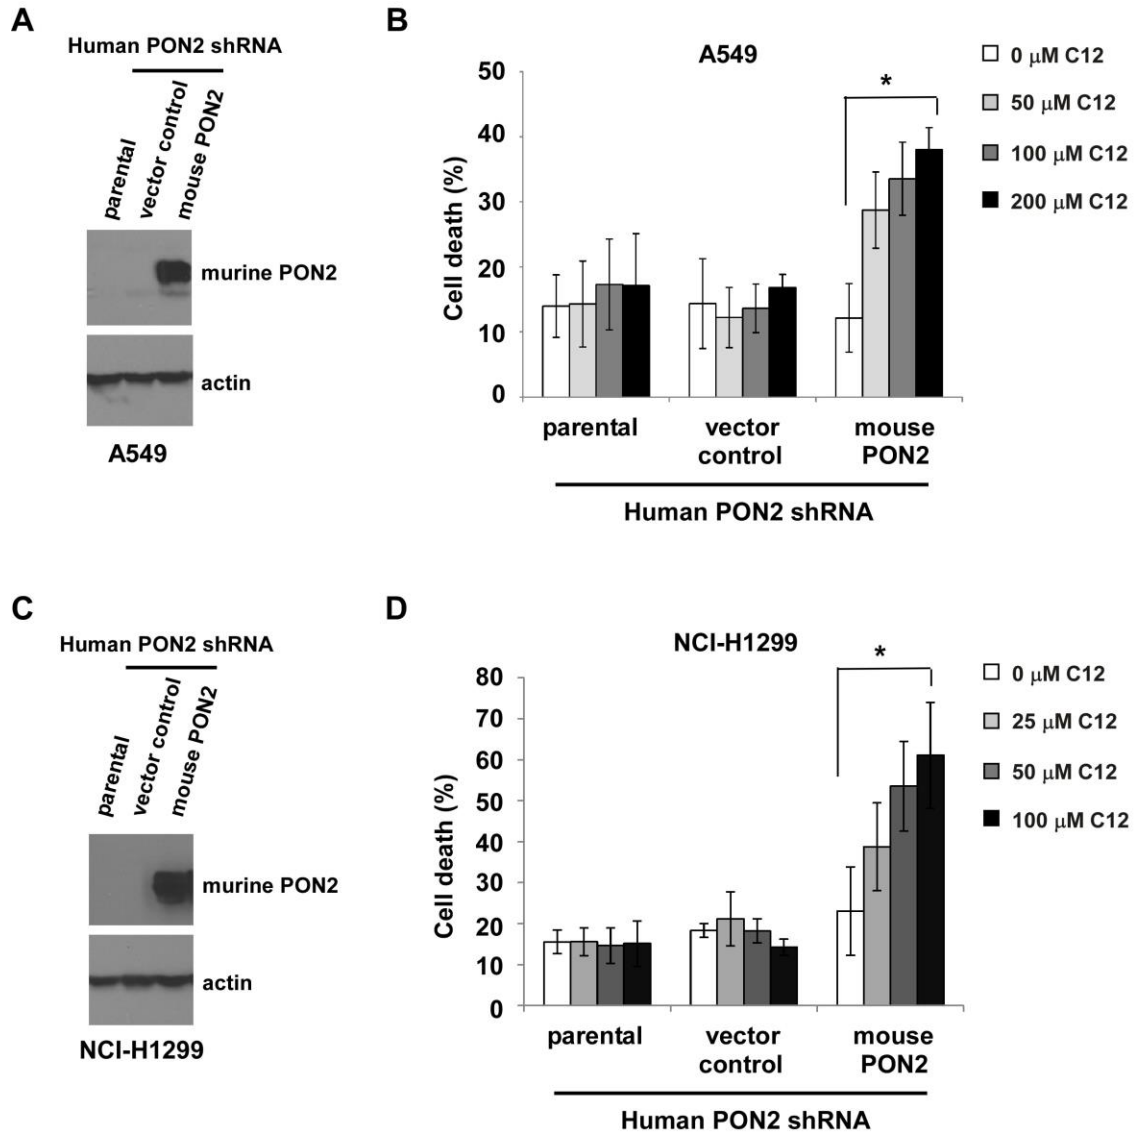 A
Human PON2 shRNA
parental
vector control
mouse PON2
murine PON2
actin
A549
B
A549
Cell death (%)
50
40
30
20
10
0
*
0 μM C12
50 μM C12
100 μM C12
200 μM C12
parental
vector
control
mouse
PON2
Human PON2 shRNA
C
Human PON2 shRNA
parental
vector control
mouse PON2
murine PON2
actin
NCI-H1299
D
NCI-H1299
Cell death (%)
80
70
60
50
40
30
20
10
0
*
0 μM C12
25 μM C12
50 μM C12
100 μM C12
parental
vector
control
mouse
PON2
Human PON2 shRNA